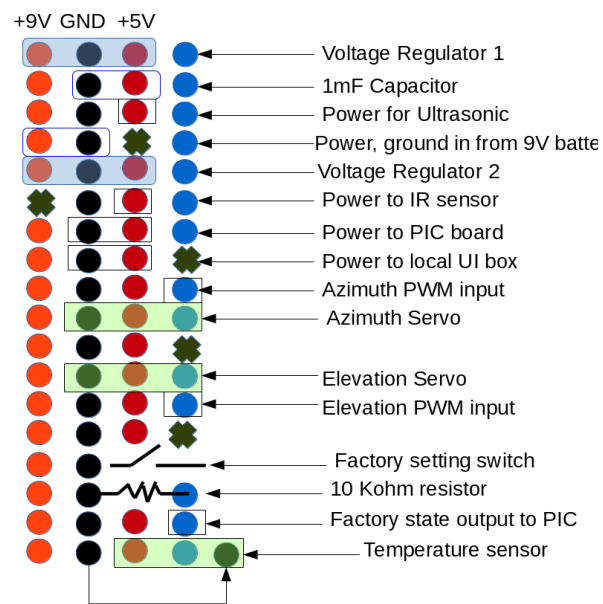 +9V GND +5V
Voltage Regulator 1
1mF Capacitor
Power for Ultrasonic
Power, ground in from 9V batte
Voltage Regulator 2
Power to IR sensor
Power to PIC board
Power to local UI box
Azimuth PWM input
Azimuth Servo
Elevation Servo
Elevation PWM input
Factory setting switch
10 Kohm resistor
Factory state output to PIC
Temperature sensor